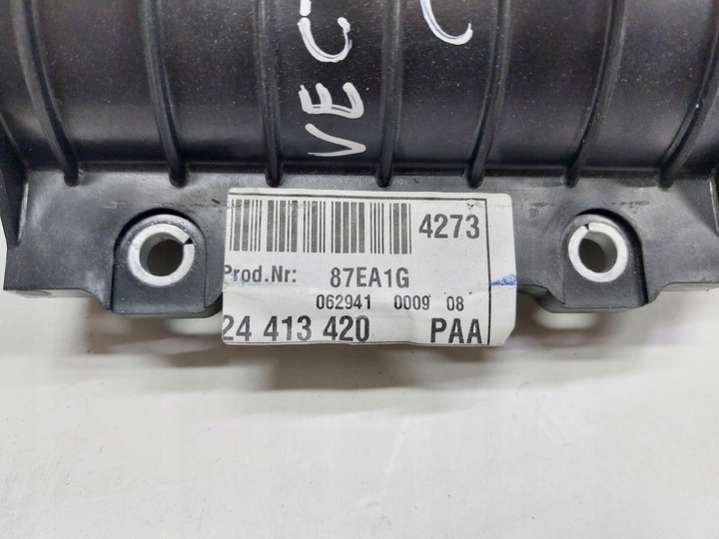 VEC
4273
Prod.Nr: 87EA1G
062941 0009 08
24 413 420 PAA